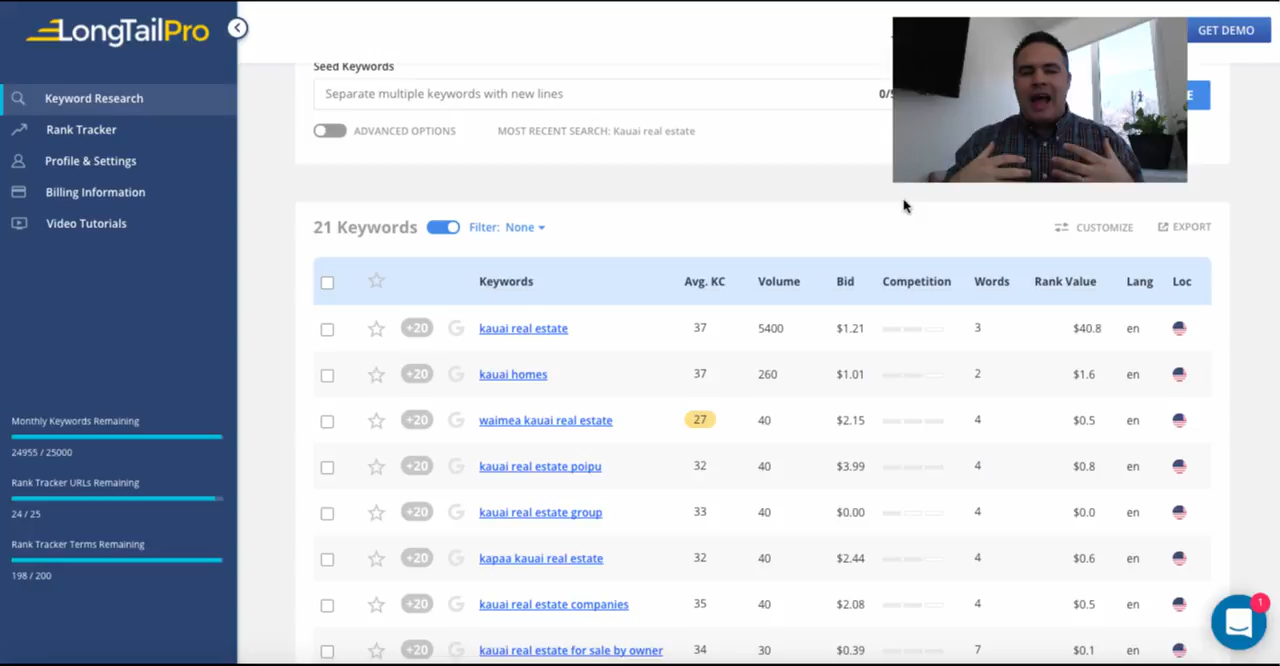 LongTailPro
GET DEMO
Keyword Research
Rank Tracker
Profile & Settings
Billing Information
Video Tutorials
Monthly Keywords Remaining
24955 / 25000
Rank Tracker URLs Remaining
24 / 25
Rank Tracker Terms Remaining
198 / 200
Seed Keywords
Separate multiple keywords with new lines
0/5
E
ADVANCED OPTIONS
MOST RECENT SEARCH: Kauai real estate
21 Keywords
Filter: None
CUSTOMIZE
EXPORT
Keywords Avg. KC Volume Bid Competition Words Rank Value Lang Loc
+20 G kauai real estate 37 5400 $1.21 3 $40.8 en
+20 G kauai homes 37 260 $1.01 2 $1.6 en
+20 G waimea kauai real estate 27 40 $2.15 4 $0.5 en
+20 G kauai real estate poipu 32 40 $3.99 4 $0.8 en
+20 G kauai real estate group 33 40 $0.00 4 $0.0 en
+20 G kapaa kauai real estate 32 40 $2.44 4 $0.6 en
+20 G kauai real estate companies 35 40 $2.08 4 $0.5 en
+20 G kauai real estate for sale by owner 34 30 $0.39 7 $0.1 en
1